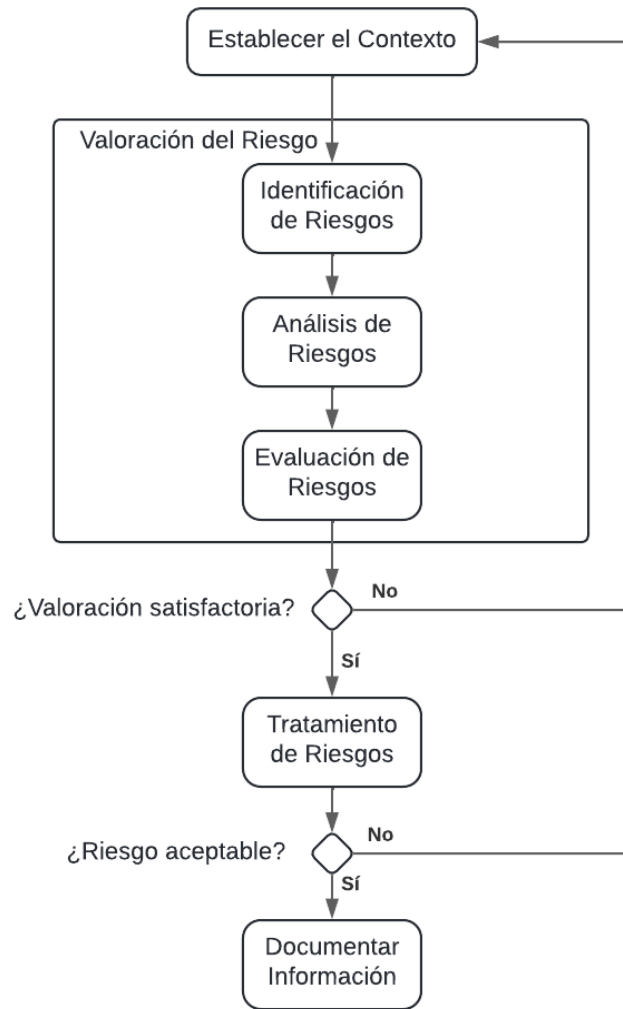 Establecer el Contexto
Valoración del Riesgo
Identificación
de Riesgos
Análisis de
Riesgos
Evaluación de
Riesgos
¿Valoración satisfactoria?
No
Sí
Tratamiento
de Riesgos
¿Riesgo aceptable?
No
Sí
Documentar
Información